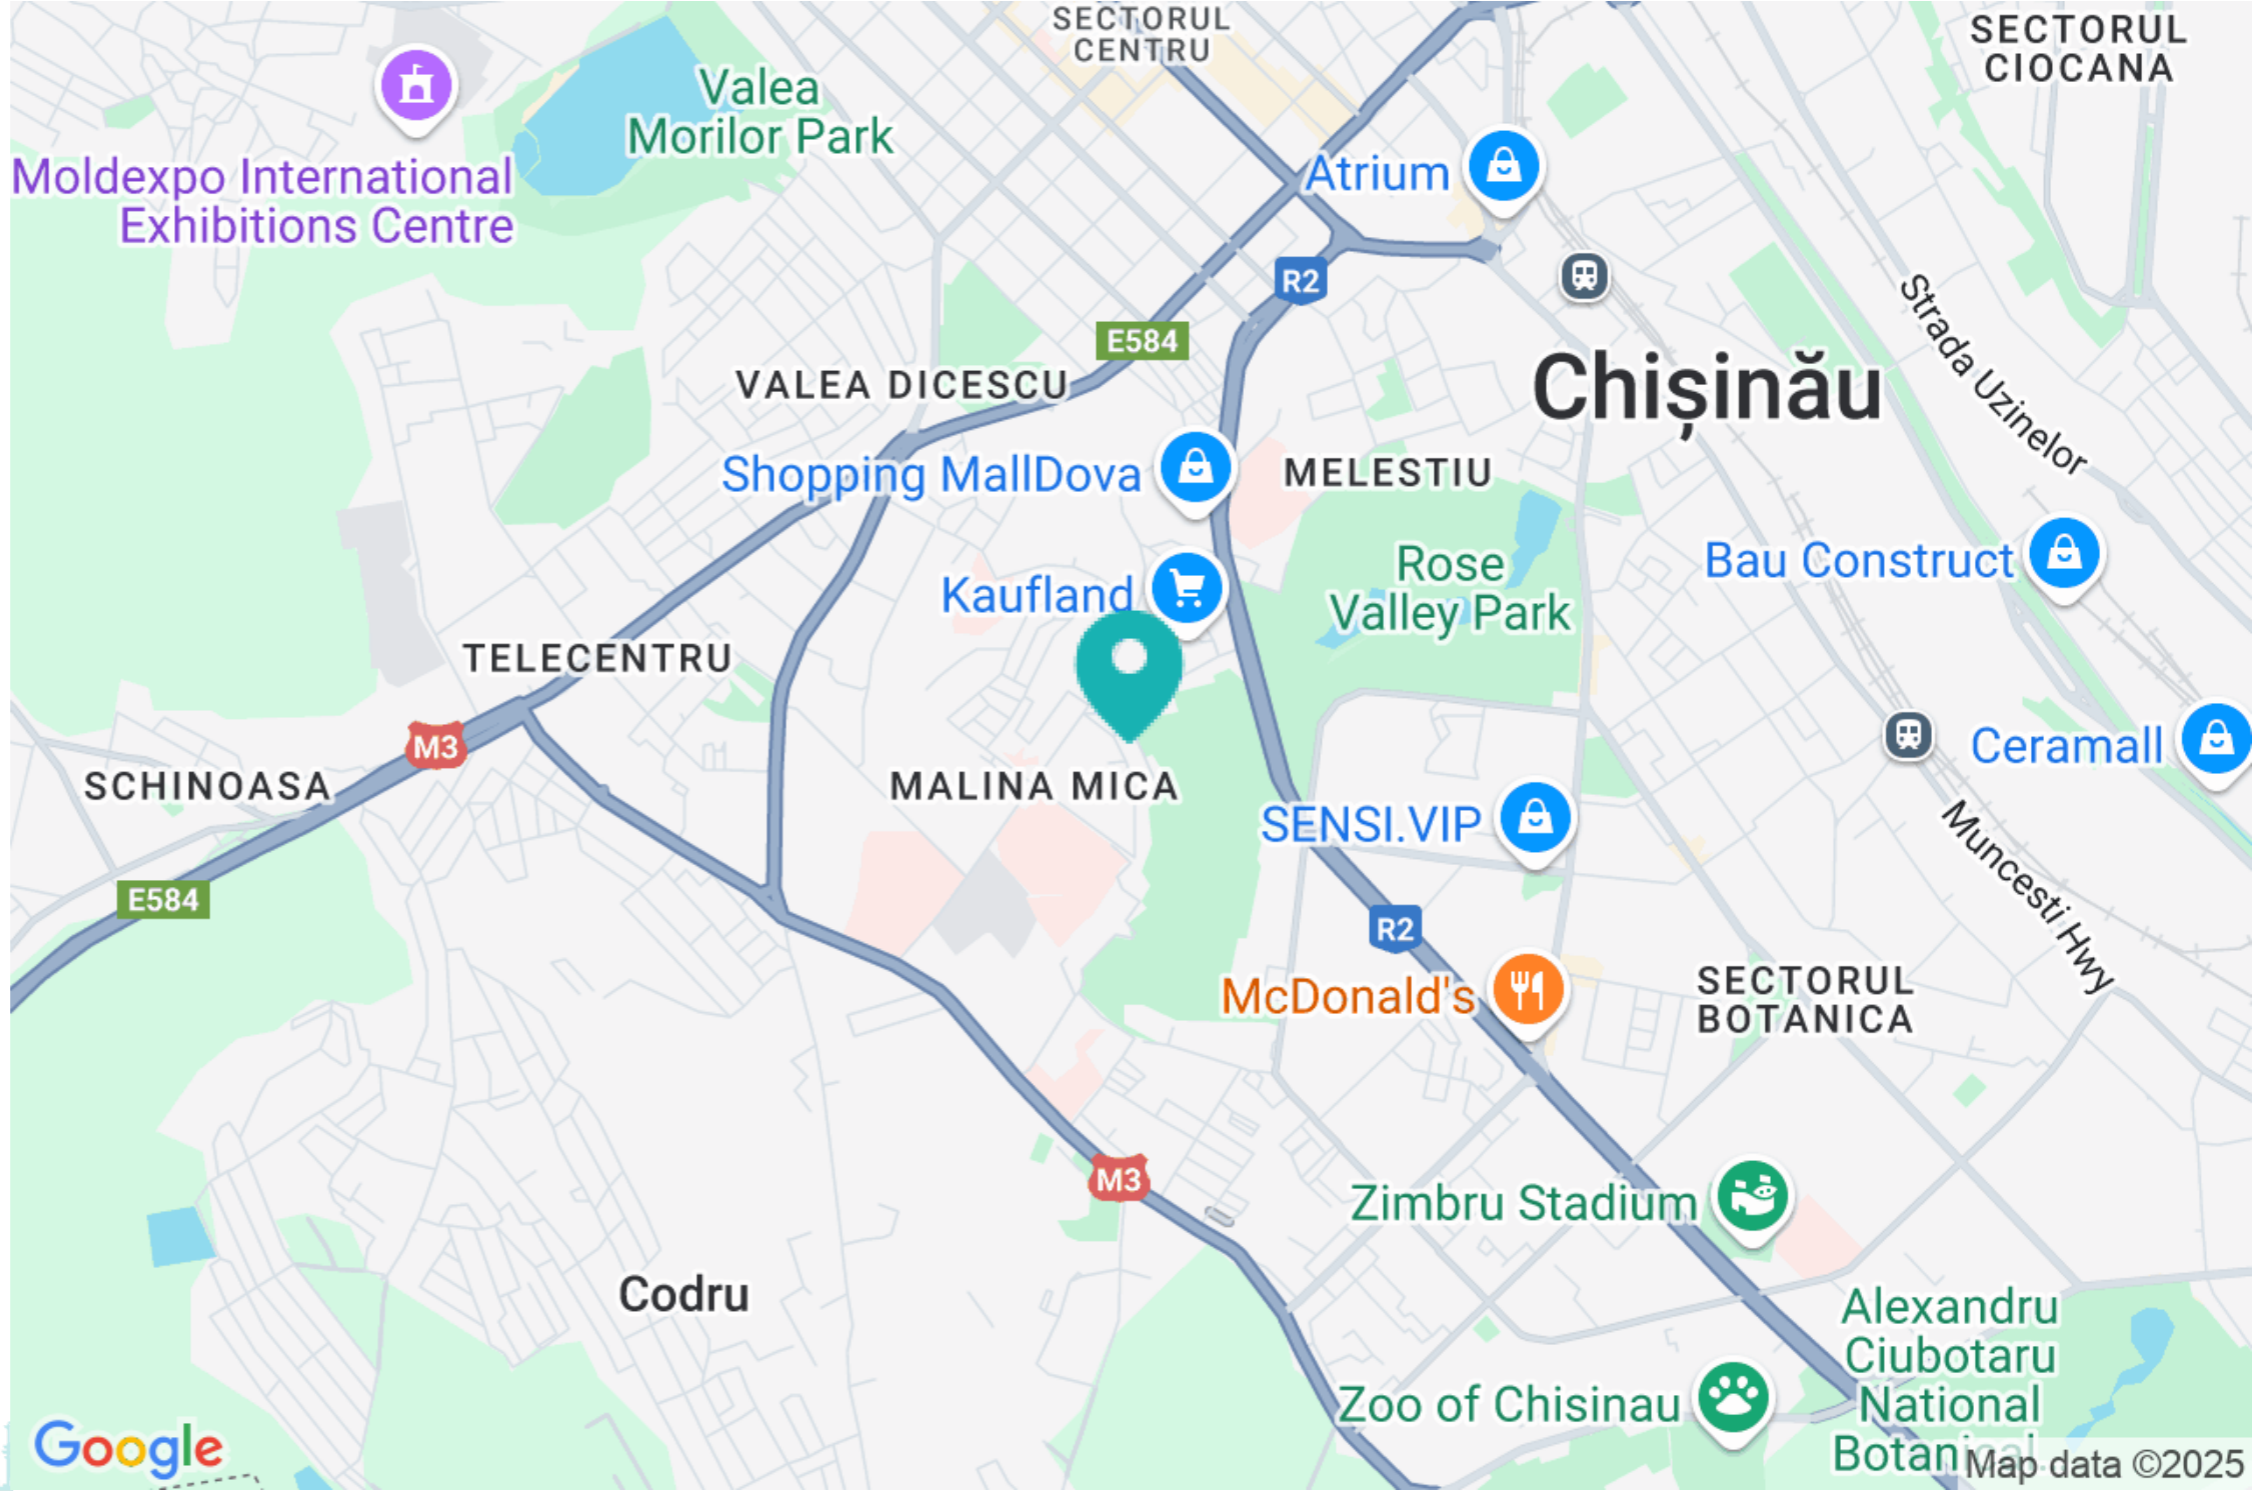 SECTORUL
CENTRU
SECTORUL
CIOCANA
Valea
Morilor Park
Moldexpo International
Exhibitions Centre
Atrium
R2
Strada Uzinelor
E584
Chișinău
VALEA DICESCU
Shopping MallDova
MELESTIU
Rose
Valley Park
Bau Construct
Kaufland
TELECENTRU
M3
Ceramall
SCHINOASA
MALINA MICA
SENSI.VIP
Muncesti Hwy
E584
R2
McDonald's
SECTORUL
BOTANICA
M3
Zimbru Stadium
Codru
Alexandru
Ciubotaru
National
Botanical
Zoo of Chisinau
Google
Map data ©2025